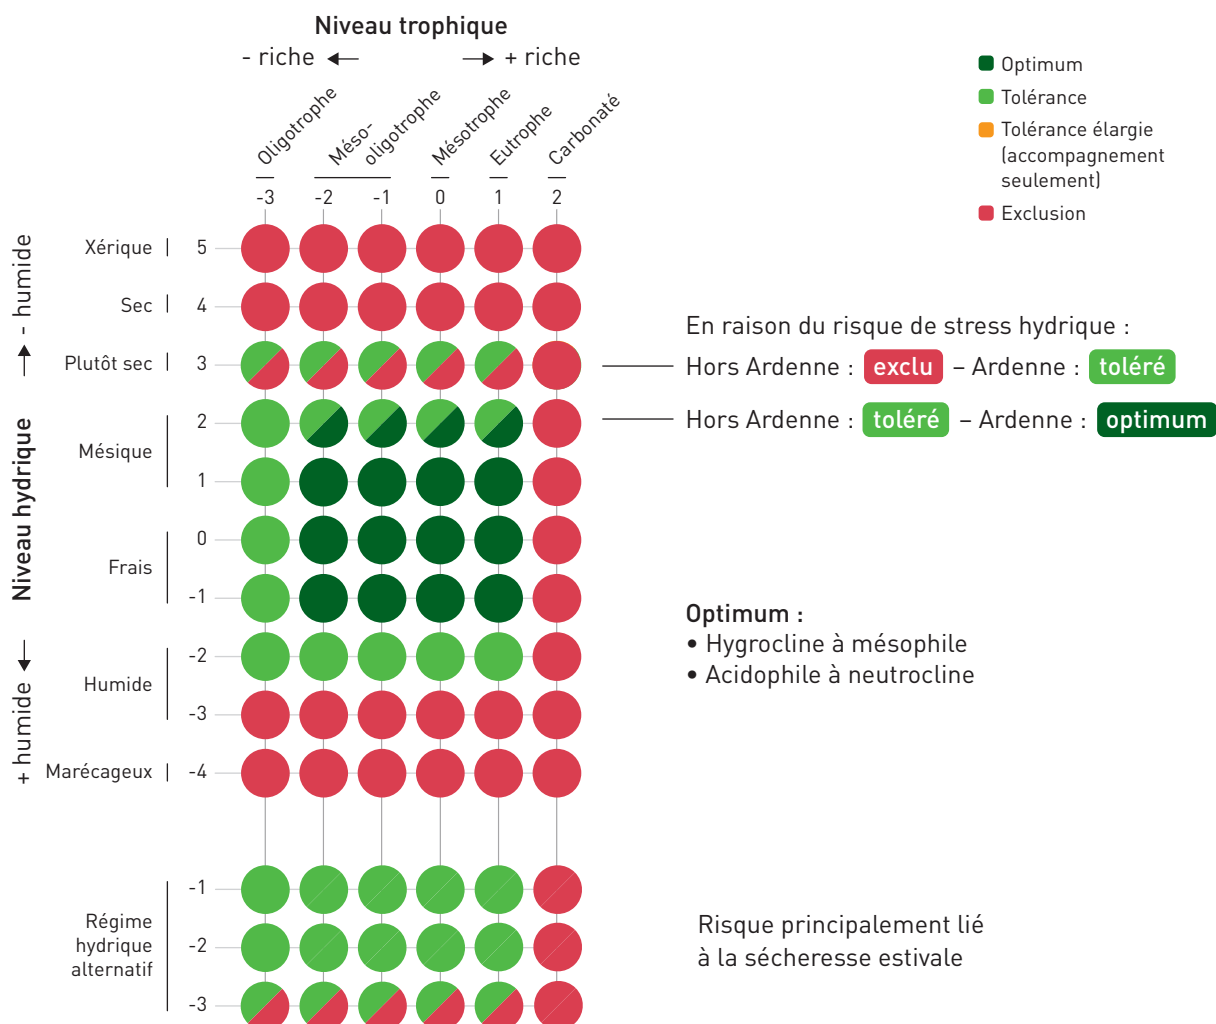 Niveau trophique
- riche
+ riche
Oligotrophe
Méso-
oligotrophe
Mésotrophe
Eutrophe
Carbonaté
-3
-2
-1
0
1
2
Optimum
Tolérance
Tolérance élargie
(accompagnement
seulement)
Exclusion
Niveau hydrique
- humide
+ humide
Xérique
5
Sec
4
Plutôt sec
3
Mésique
2
1
Frais
0
-1
Humide
-2
-3
Marécageux
-4
En raison du risque de stress hydrique :
Hors Ardenne : exclu – Ardenne : toléré
Hors Ardenne : toléré – Ardenne : optimum
Optimum :
• Hygrocline à mésophile
• Acidophile à neutrocline
Régime
hydrique
alternatif
-1
-2
-3
Risque principalement lié
à la sécheresse estivale